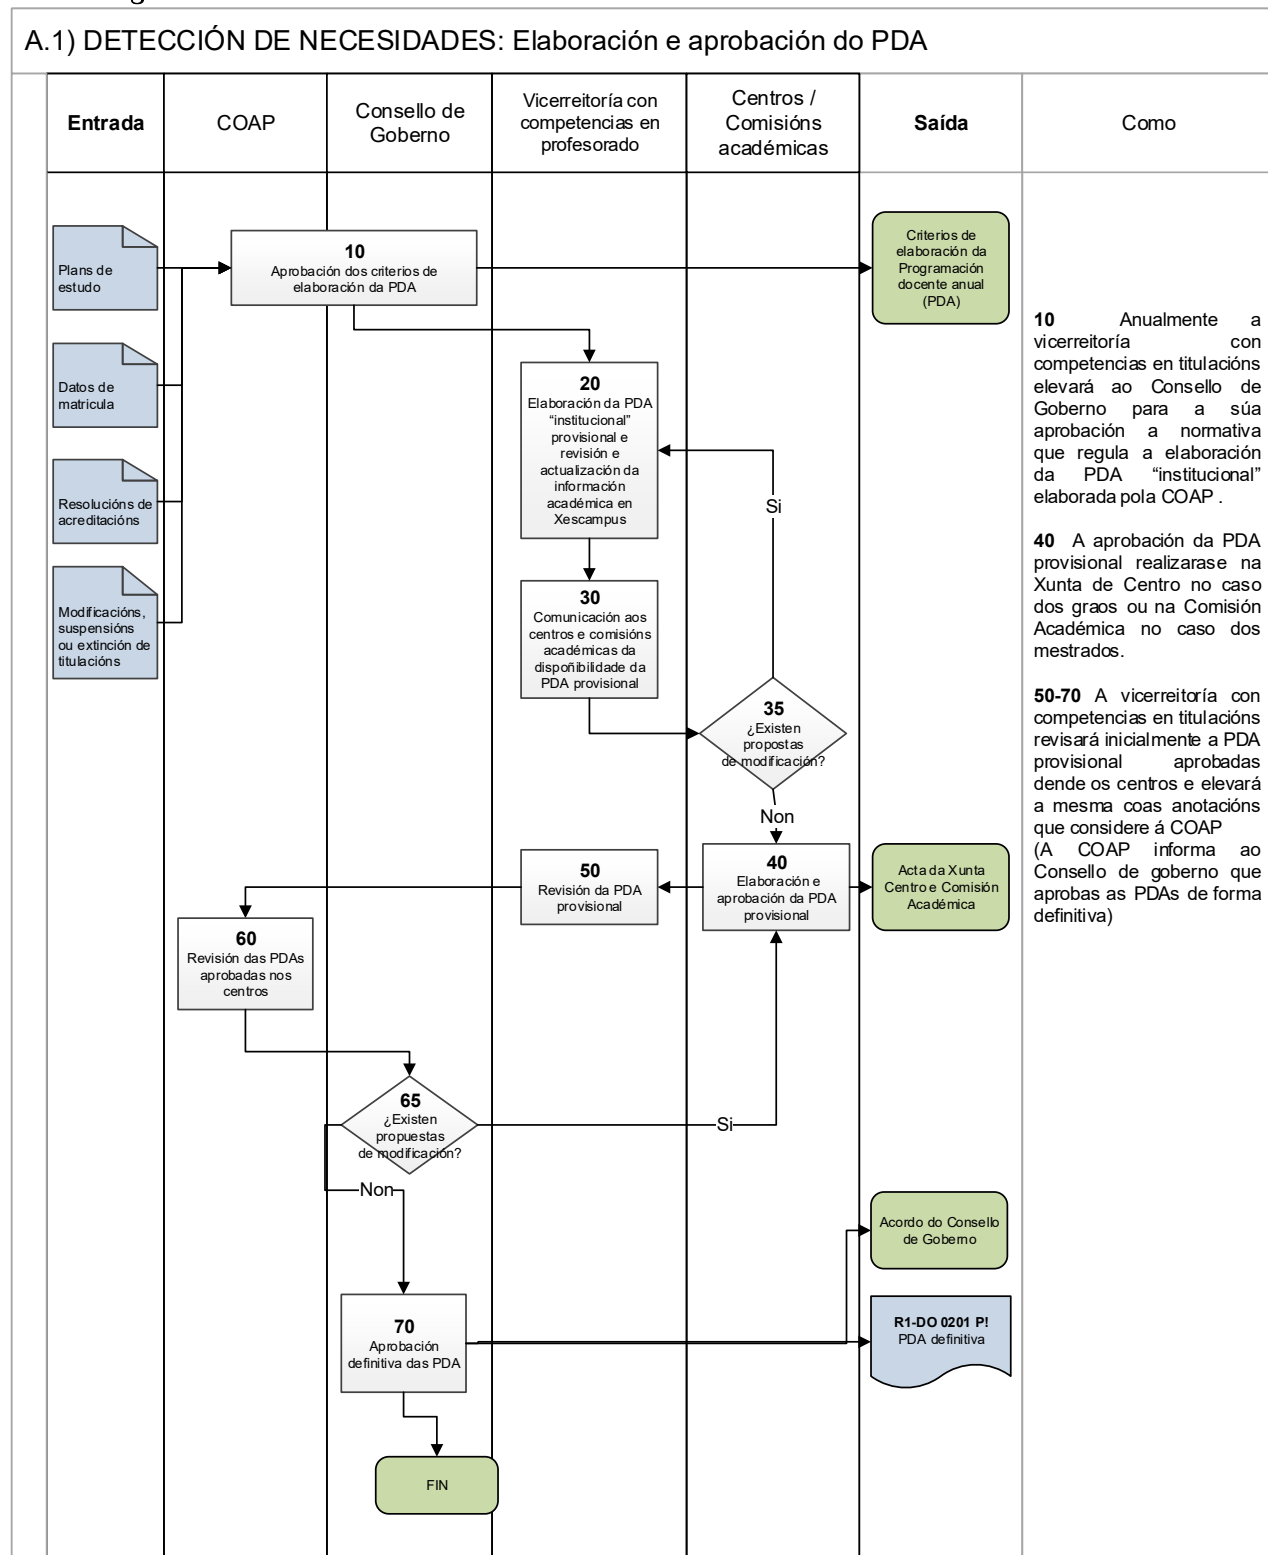 A.1) DETECCIÓN DE NECESIDADES: Elaboración e aprobación do PDA
Entrada
COAP
Consello de
Goberno
Vicerreitoría con
competencias en
profesorado
Centros /
Comisións
académicas
Saída
Como
Plans de
estudo
Datos de
matricula
Resolucións de
acreditacións
Modificacións,
suspensións
ou extinción de
titulacións
10
Aprobación dos criterios de
elaboración da PDA
Criterios de
elaboración da
Programación
docente anual
(PDA)
20
Elaboración da PDA
“institucional”
provisional e
revisión e
actualización da
información
académica en
Xescampus
Si
30
Comunicación aos
centros e comisións
académicas da
dispoñibilidade da
PDA provisional
35
¿Existen
propostas
de modificación?
Non
40
Elaboración e
aprobación da PDA
provisional
50
Revisión da PDA
provisional
Acta da Xunta
Centro e Comisión
Académica
60
Revisión das PDAs
aprobadas nos
centros
65
¿Existen
propuestas
de modificación?
Si
Non
Acordo do Consello
de Goberno
70
Aprobación
definitiva das PDA
R1-DO 0201 P!
PDA definitiva
FIN
10 Anualmente a
vicerreitoría con
competencias en titulacións
elevará ao Consello de
Goberno para a súa
aprobación a normativa
que regula a elaboración
da PDA “institucional”
elaborada pola COAP .
40 A aprobación da PDA
provisional realizarase na
Xunta de Centro no caso
dos graos ou na Comisión
Académica no caso dos
mestrados.
50-70 A vicerreitoría con
competencias en titulacións
revisará inicialmente a PDA
provisional aprobadas
dende os centros e elevará
a mesma coas anotacións
que considere á COAP
(A COAP informa ao
Consello de goberno que
aprobas as PDAs de forma
definitiva)